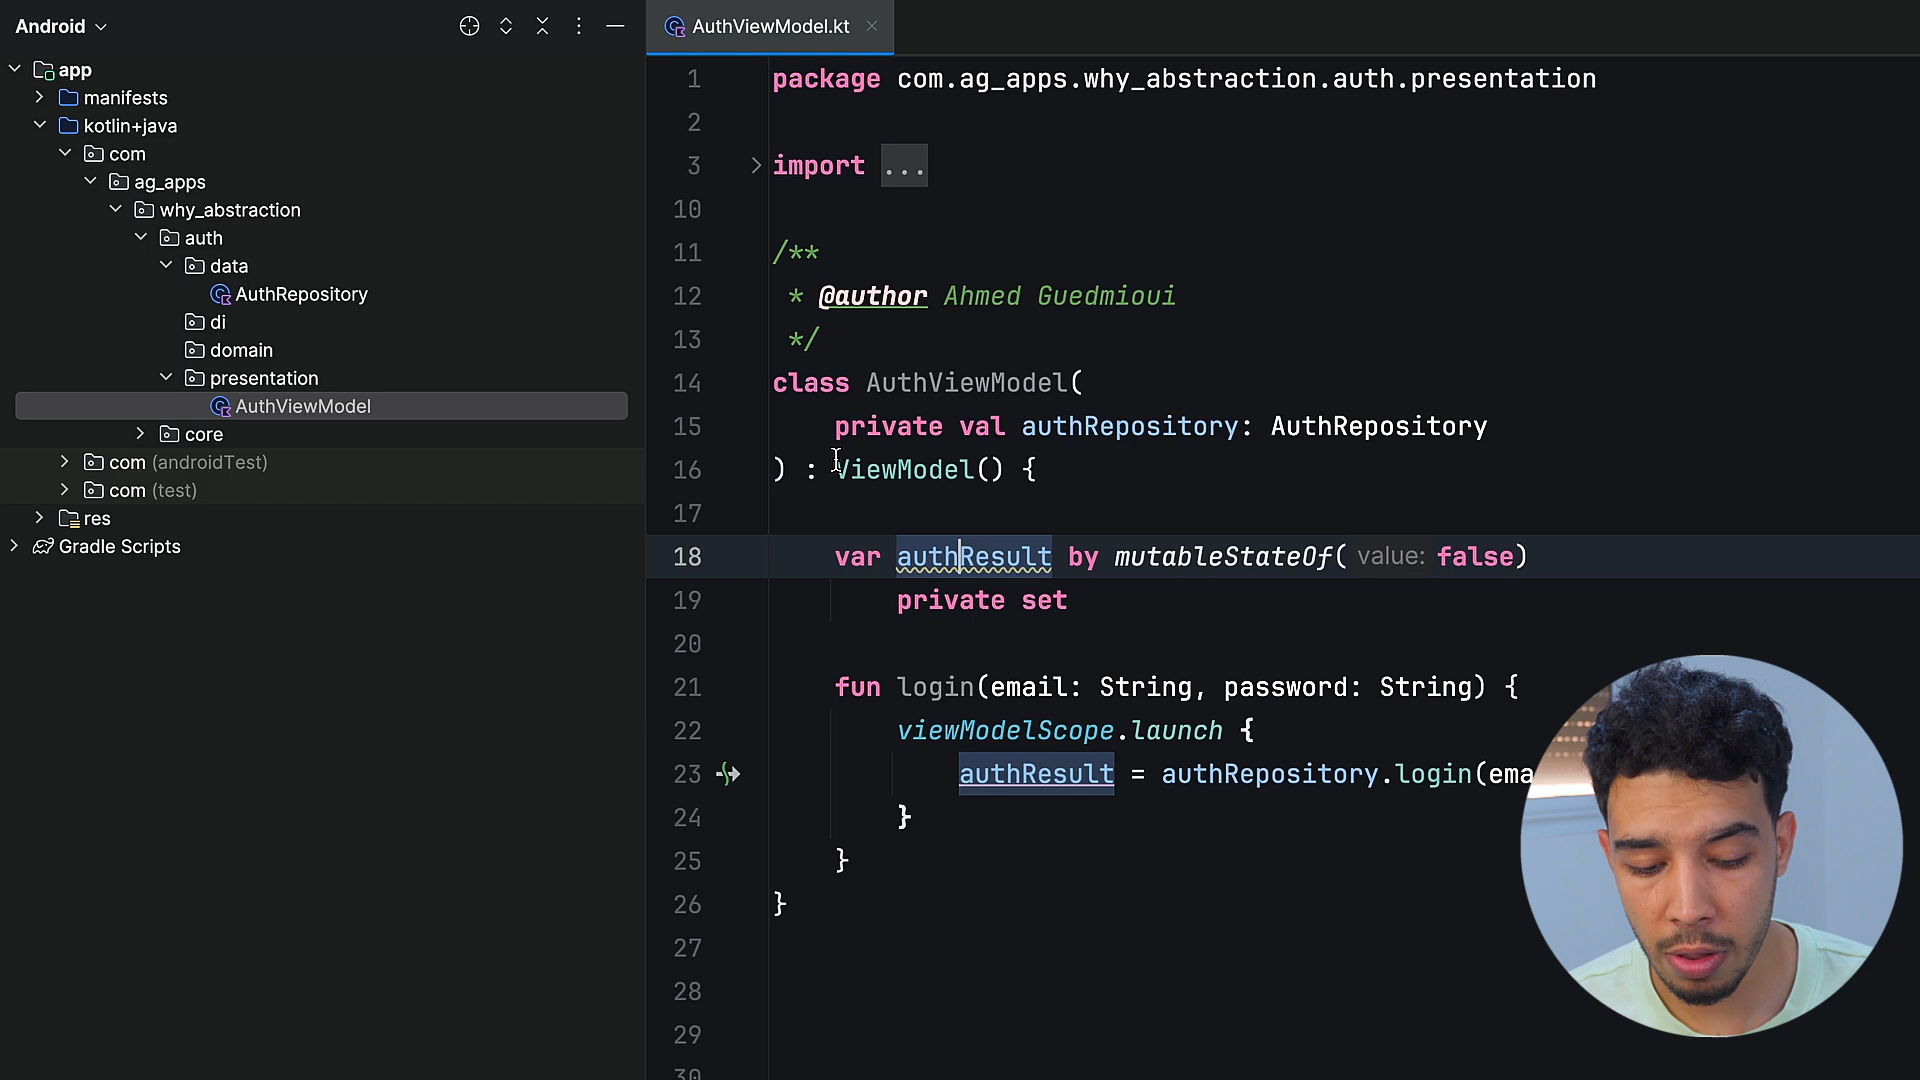 Android
app
manifests
kotlin+java
com
ag_apps
why_abstraction
auth
data
AuthRepository
di
domain
presentation
AuthViewModel
core
com (androidTest)
com (test)
res
Gradle Scripts
AuthViewModel.kt
1 package com.ag_apps.why_abstraction.auth.presentation
2
3 import ...
10
11 /**
12 * @author Ahmed Guedmioui
13 */
14 class AuthViewModel(
15 private val authRepository: AuthRepository
16 ) : ViewModel() {
17
18 var authResult by mutableStateOf( value: false)
19 private set
20
21 fun login(email: String, password: String) {
22 viewModelScope.launch {
23 authResult = authRepository.login(ema
24 }
25 }
26 }
27
28
29
30